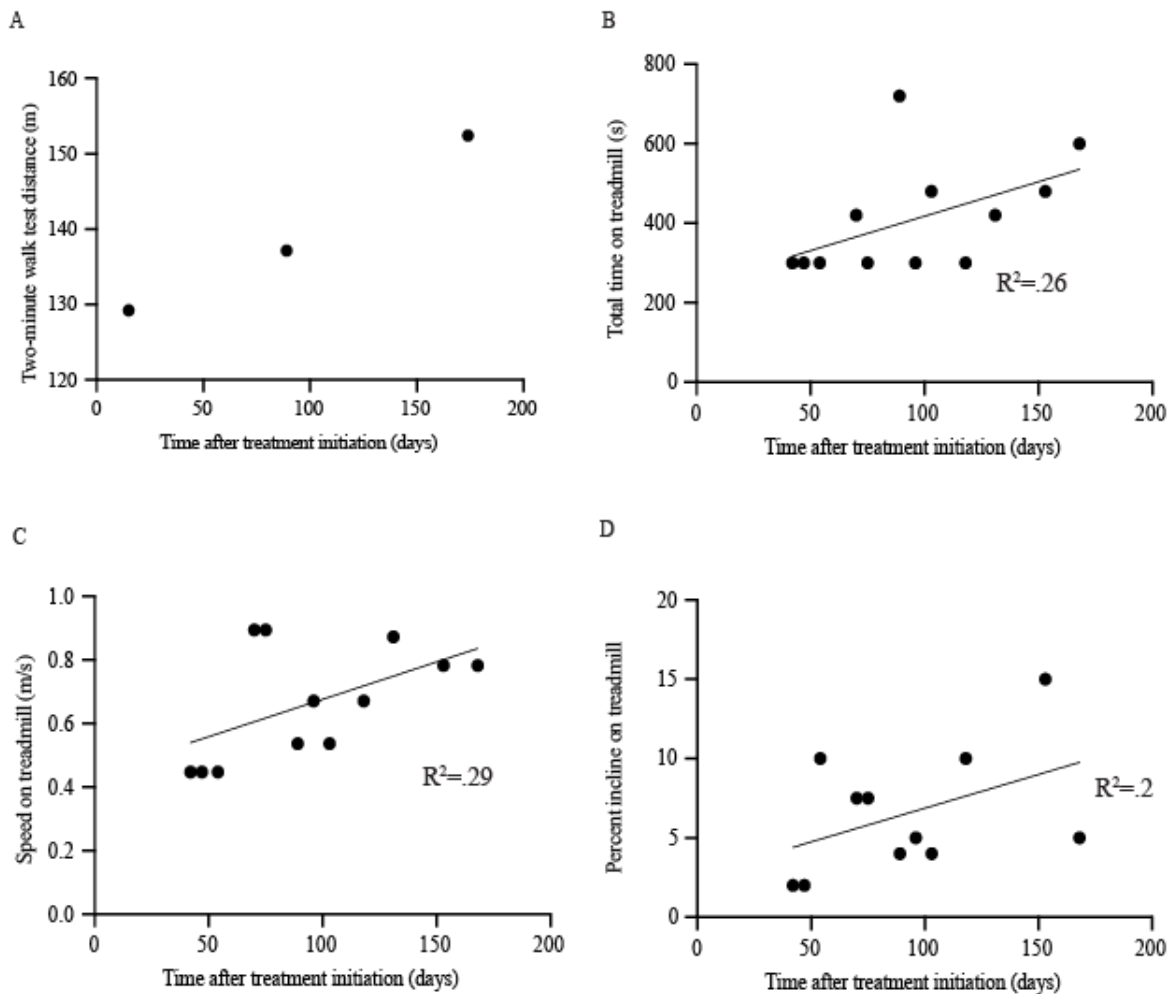 A
Two-minute walk test distance (m)
160
150
140
130
120
0 50 100 150 200
Time after treatment initiation (days)
B
Total time on treadmill (s)
800
600
400
200
0
R²=.26
0 50 100 150 200
Time after treatment initiation (days)
C
Speed on treadmill (m/s)
1.0
0.8
0.6
0.4
0.2
0.0
R²=.29
0 50 100 150 200
Time after treatment initiation (days)
D
Percent incline on treadmill
20
15
10
5
0
R²=.2
0 50 100 150 200
Time after treatment initiation (days)